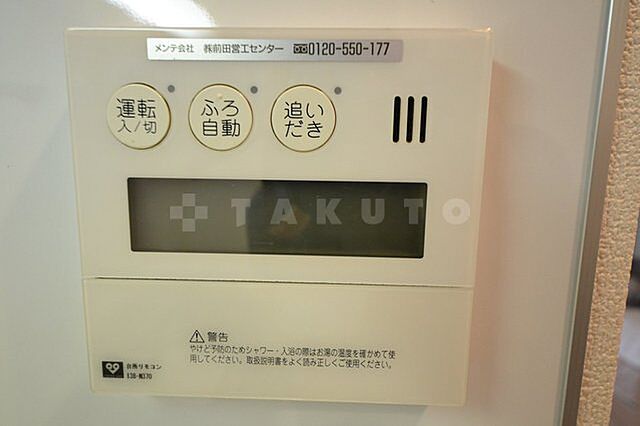 メンテ会社 ㈱前田営工センター 0120-550-177
運転
入/切
ふろ
自動
追い
だき
TAKUTO
警告
やけど予防のためシャワー・入浴の際はお湯の温度を確かめて使
用してください。取扱説明書をよく読み正しくご使用ください。
台所リモコン
138-N370